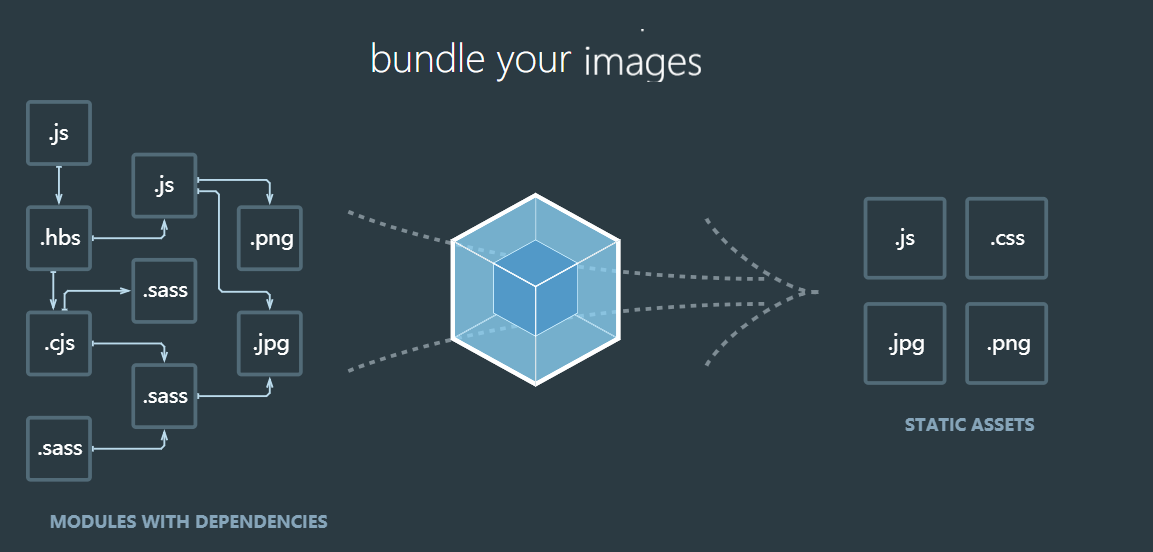 bundle your images
.js
.js
.hbs
.png
.sass
.cjs
.jpg
.sass
.sass
MODULES WITH DEPENDENCIES
.js
.css
.jpg
.png
STATIC ASSETS